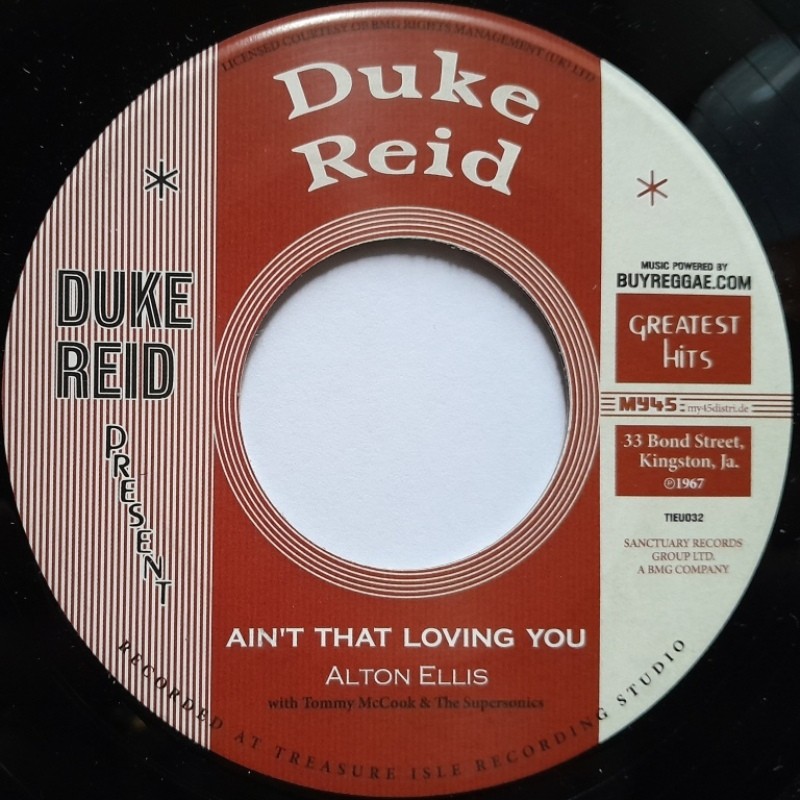 LICENSED COURTESY OF BMG RIGHTS MANAGEMENT (UK) LTD
Duke
Reid
DUKE
REID
PRESENT
MUSIC POWERED BY
BUYREGGAE.COM
GREATEST
HiTS
MY45 my45distri.de
33 Bond Street,
Kingston, Ja.
℗1967
TIEU032
SANCTUARY RECORDS
GROUP LTD.
A BMG COMPANY
AIN'T THAT LOVING YOU
ALTON ELLIS
with Tommy McCook & The Supersonics
RECORDED AT TREASURE ISLE RECORDING STUDIO